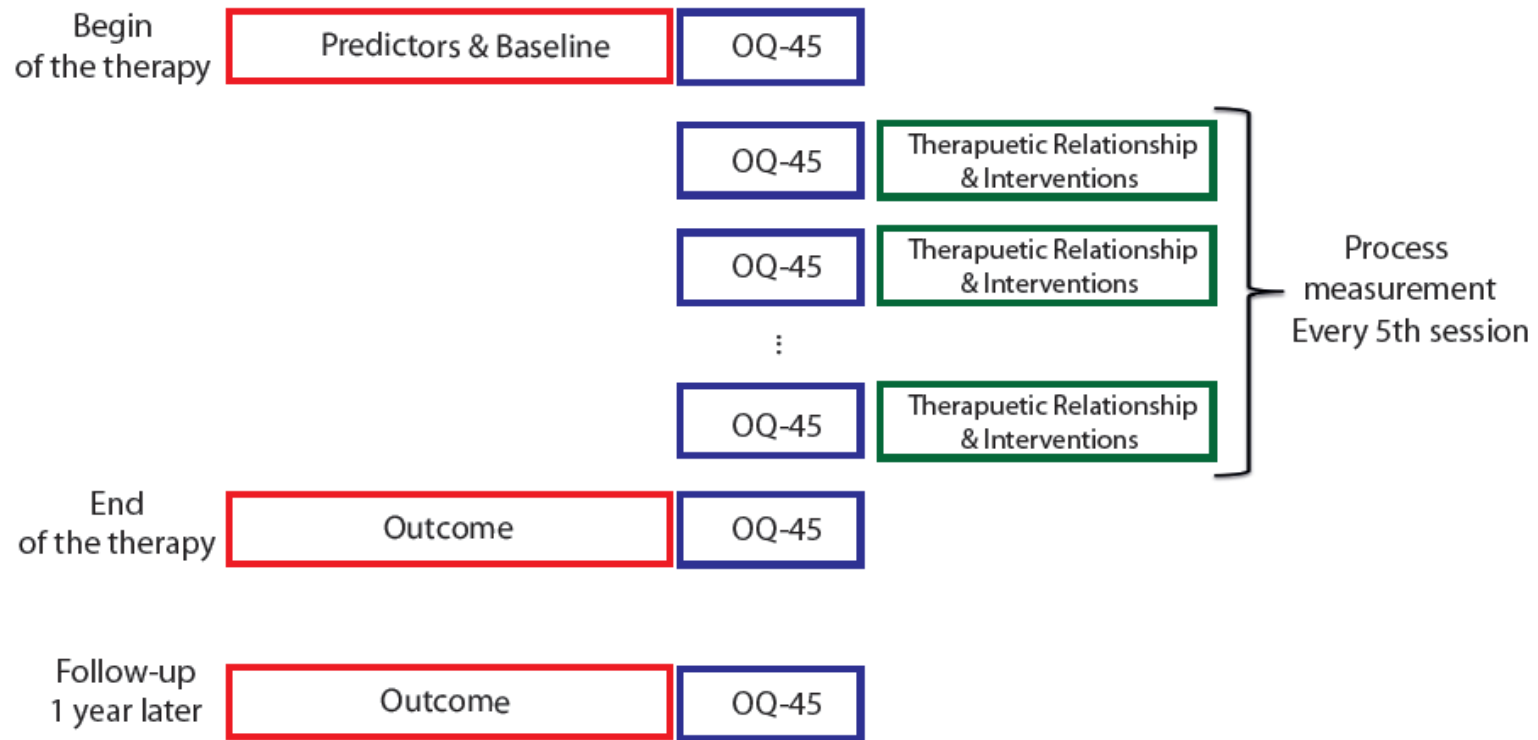 Begin
of the therapy
Predictors & Baseline
OQ-45
OQ-45
Therapuetic Relationship
& Interventions
OQ-45
Therapuetic Relationship
& Interventions
...
OQ-45
Therapuetic Relationship
& Interventions
Process
measurement
Every 5th session
End
of the therapy
Outcome
OQ-45
Follow-up
1 year later
Outcome
OQ-45